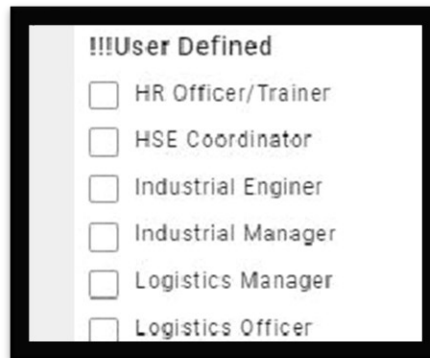 !!!User Defined
HR Officer/Trainer
HSE Coordinator
Industrial Enginer
Industrial Manager
Logistics Manager
Logistics Officer